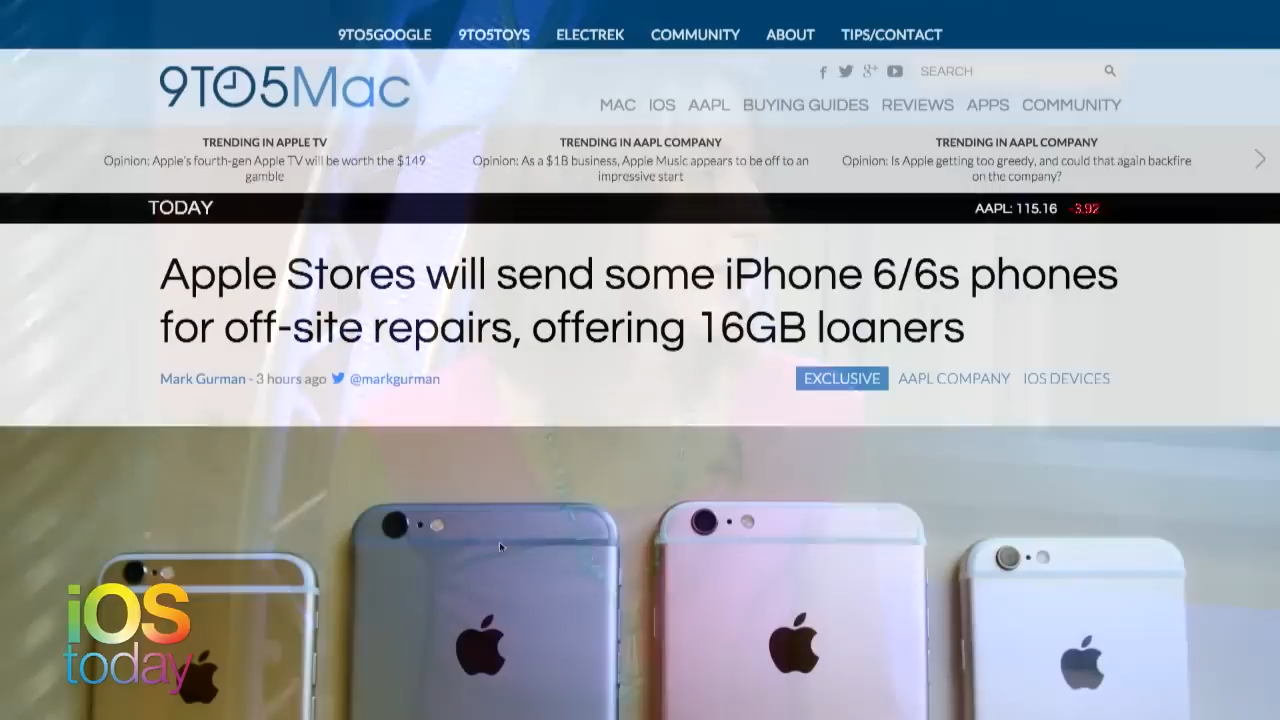 9TO5GOOGLE 9TO5TOYS ELECTREK COMMUNITY ABOUT TIPS/CONTACT
9TO5Mac
SEARCH
MAC IOS AAPL BUYING GUIDES REVIEWS APPS COMMUNITY
TRENDING IN APPLE TV
Opinion: Apple's fourth-gen Apple TV will be worth the $149
gamble
TRENDING IN AAPL COMPANY
Opinion: As a $1B business, Apple Music appears to be off to an
impressive start
TRENDING IN AAPL COMPANY
Opinion: Is Apple getting too greedy, and could that again backfire
on the company?
TODAY AAPL: 115.16 -3.92
Apple Stores will send some iPhone 6/6s phones
for off-site repairs, offering 16GB loaners
Mark Gurman - 3 hours ago @markgurman EXCLUSIVE AAPL COMPANY IOS DEVICES
iOS
today